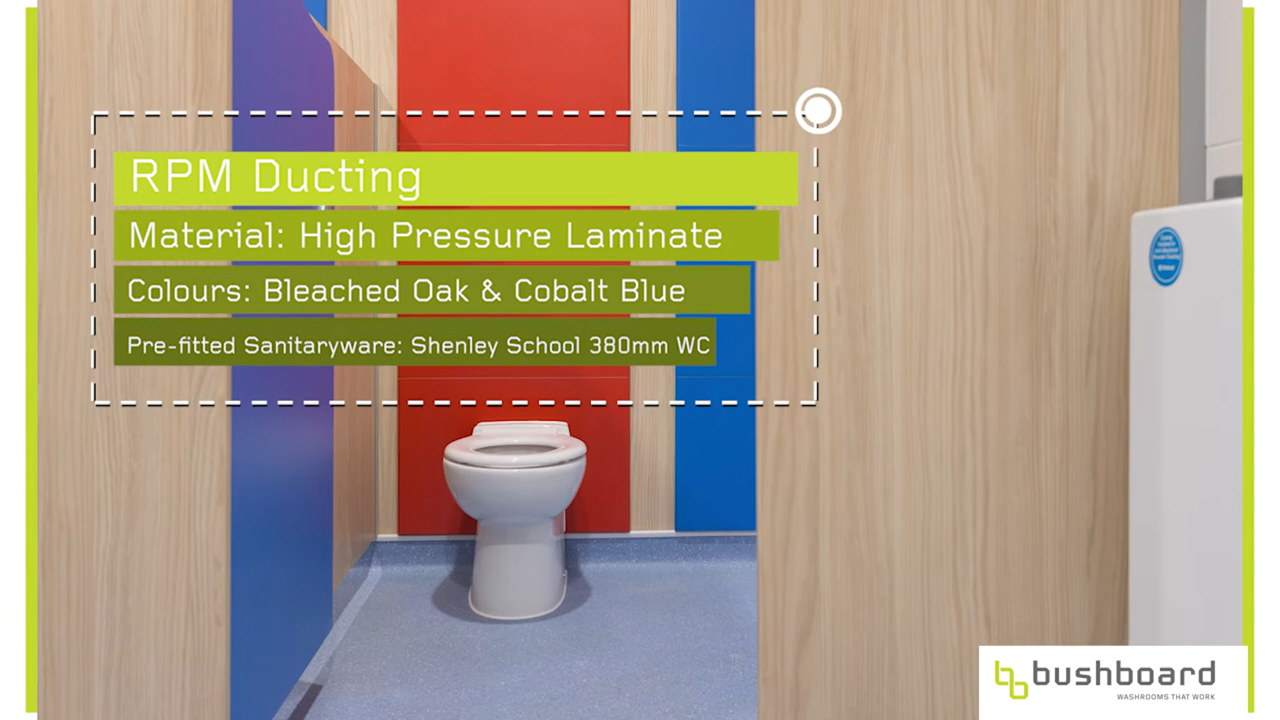 RPM Ducting
Material: High Pressure Laminate
Colours: Bleached Oak & Cobalt Blue
Pre-fitted Sanitaryware: Shenley School 380mm WC
bushboard
WASHROOMS THAT WORK